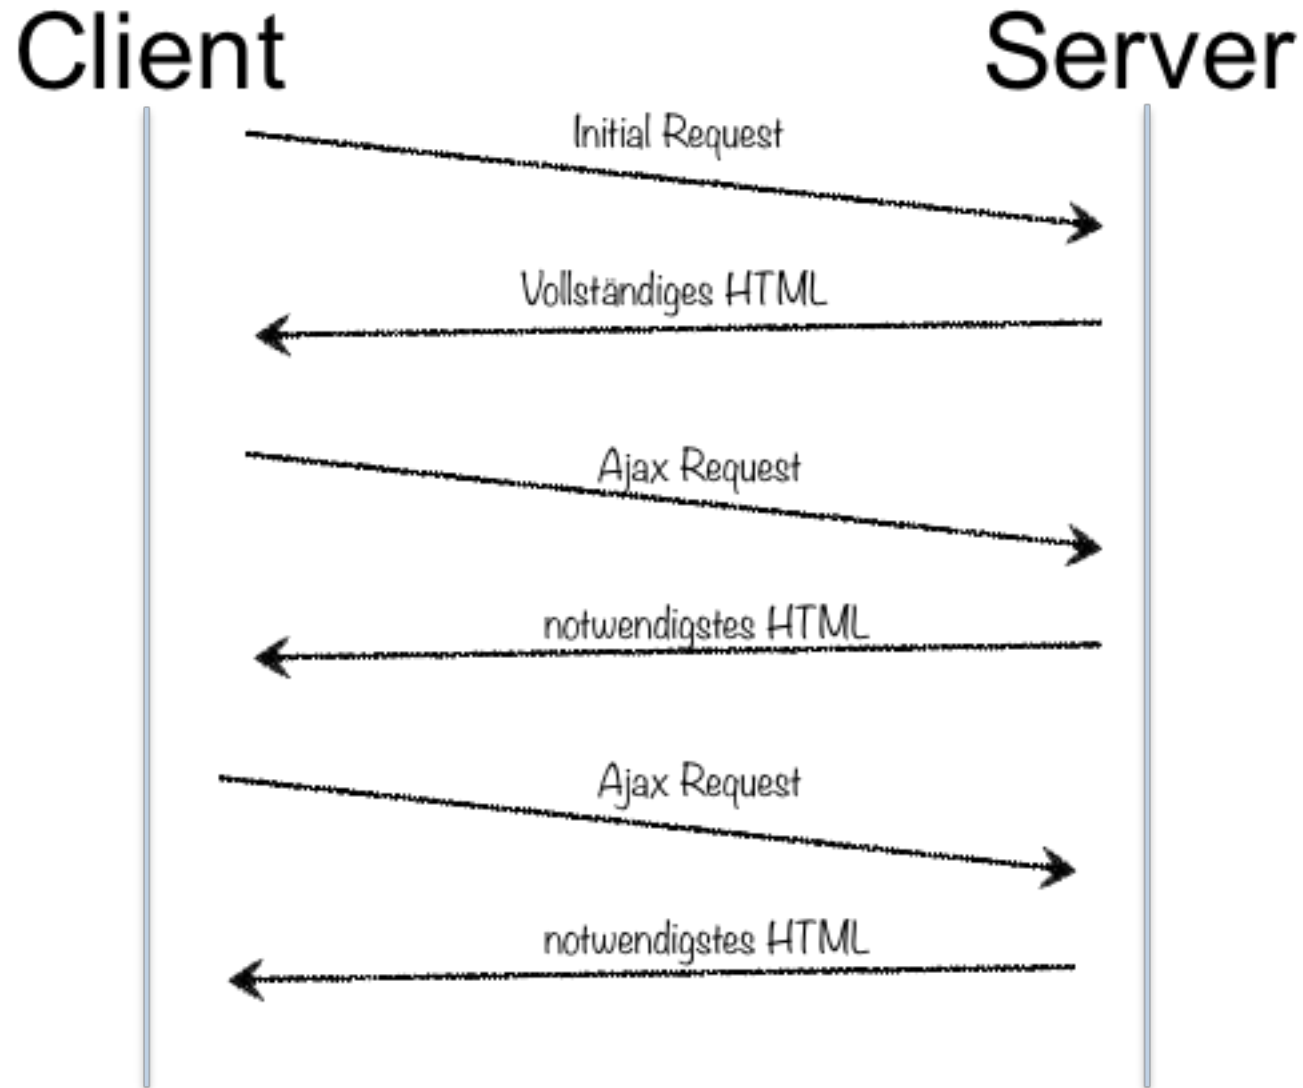 Client
Server
Initial Request
Vollständiges HTML
Ajax Request
notwendigstes HTML
Ajax Request
notwendigstes HTML